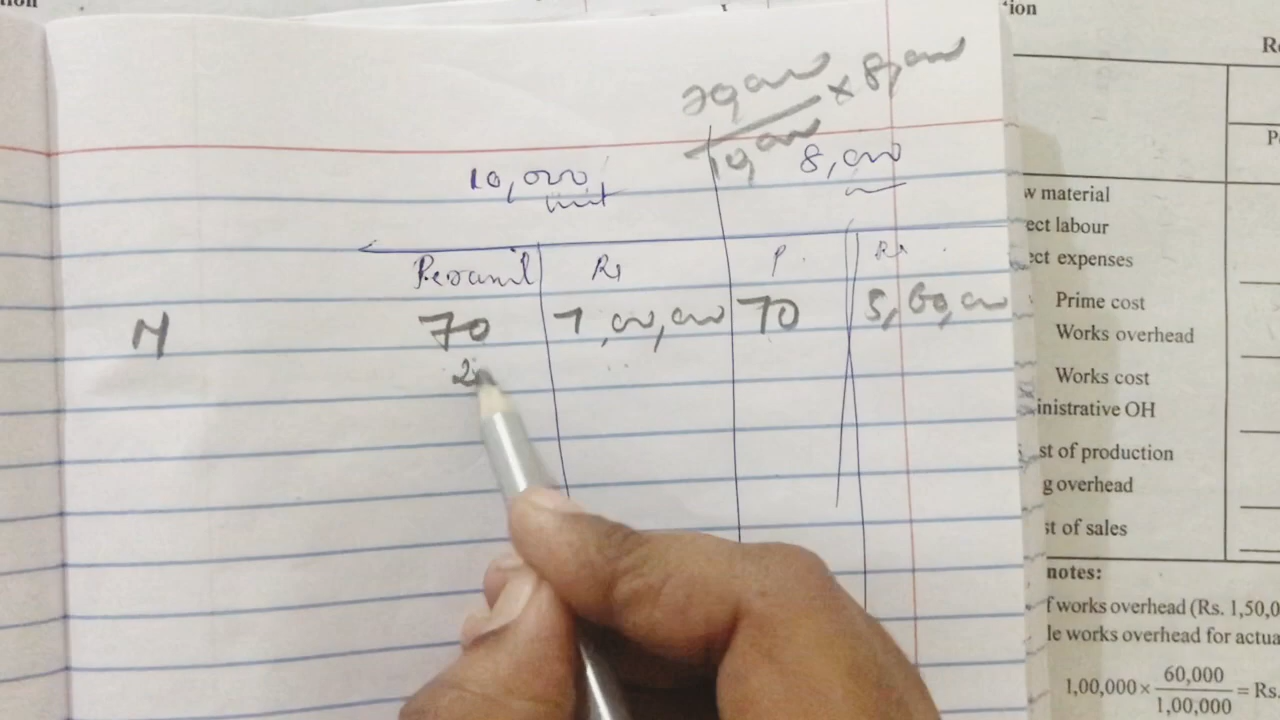 ion
Re
x 8,000
10,000 8,000
unit
Per unit Rs P. Rs.
M 70 7,00,000 70 5,60,000
2
w material
ect labour
ect expenses
Prime cost
Works overhead
Works cost
inistrative OH
st of production
g overhead
st of sales
notes:
f works overhead (Rs. 1,50,0
le works overhead for actua
1,00,000 × 60,000 = Rs.
1,00,000